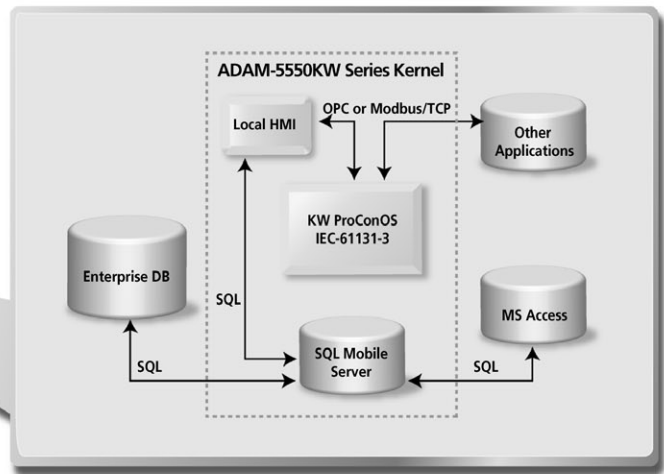 ADAM-5550KW Series Kernel
OPC or Modbus/TCP
Local HMI
Other
Applications
KW ProConOS
IEC-61131-3
Enterprise DB
SQL
MS Access
SQL Mobile
Server
SQL
SQL